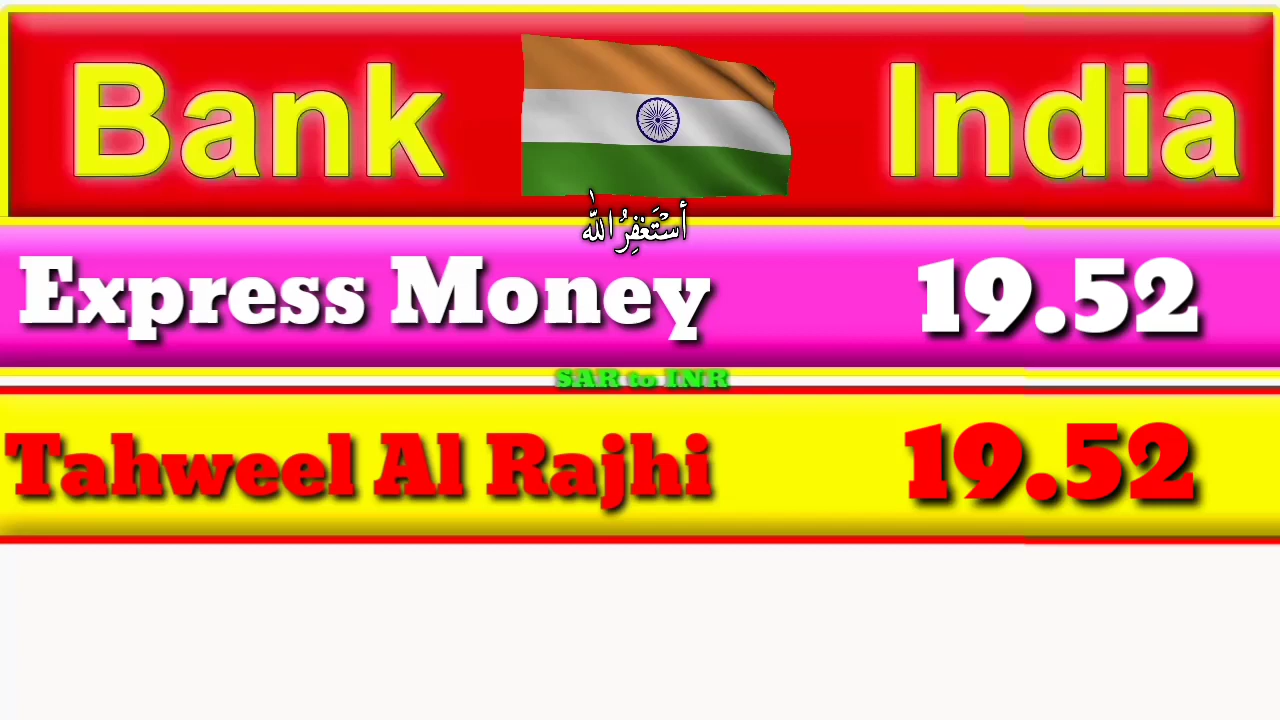 Bank India
أَسْتَغْفِرُ اللّٰه
Express Money 19.52
SAR to INR
Tahweel Al Rajhi 19.52